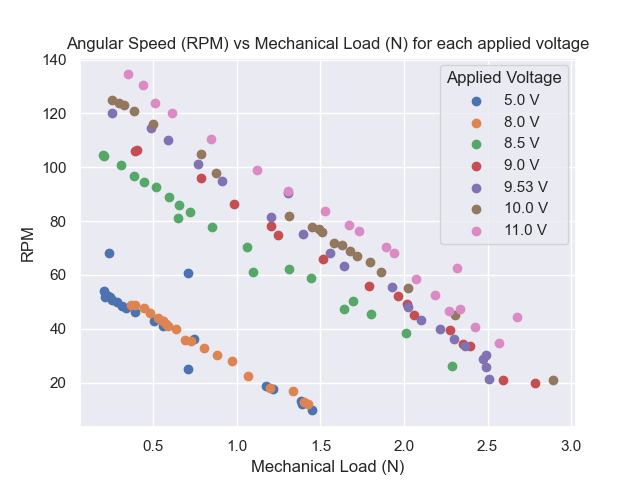 Angular Speed (RPM) vs Mechanical Load (N) for each applied voltage
Applied Voltage
5.0 V
8.0 V
8.5 V
9.0 V
9.53 V
10.0 V
11.0 V
RPM
140
120
100
80
60
40
20
0.5 1.0 1.5 2.0 2.5 3.0
Mechanical Load (N)